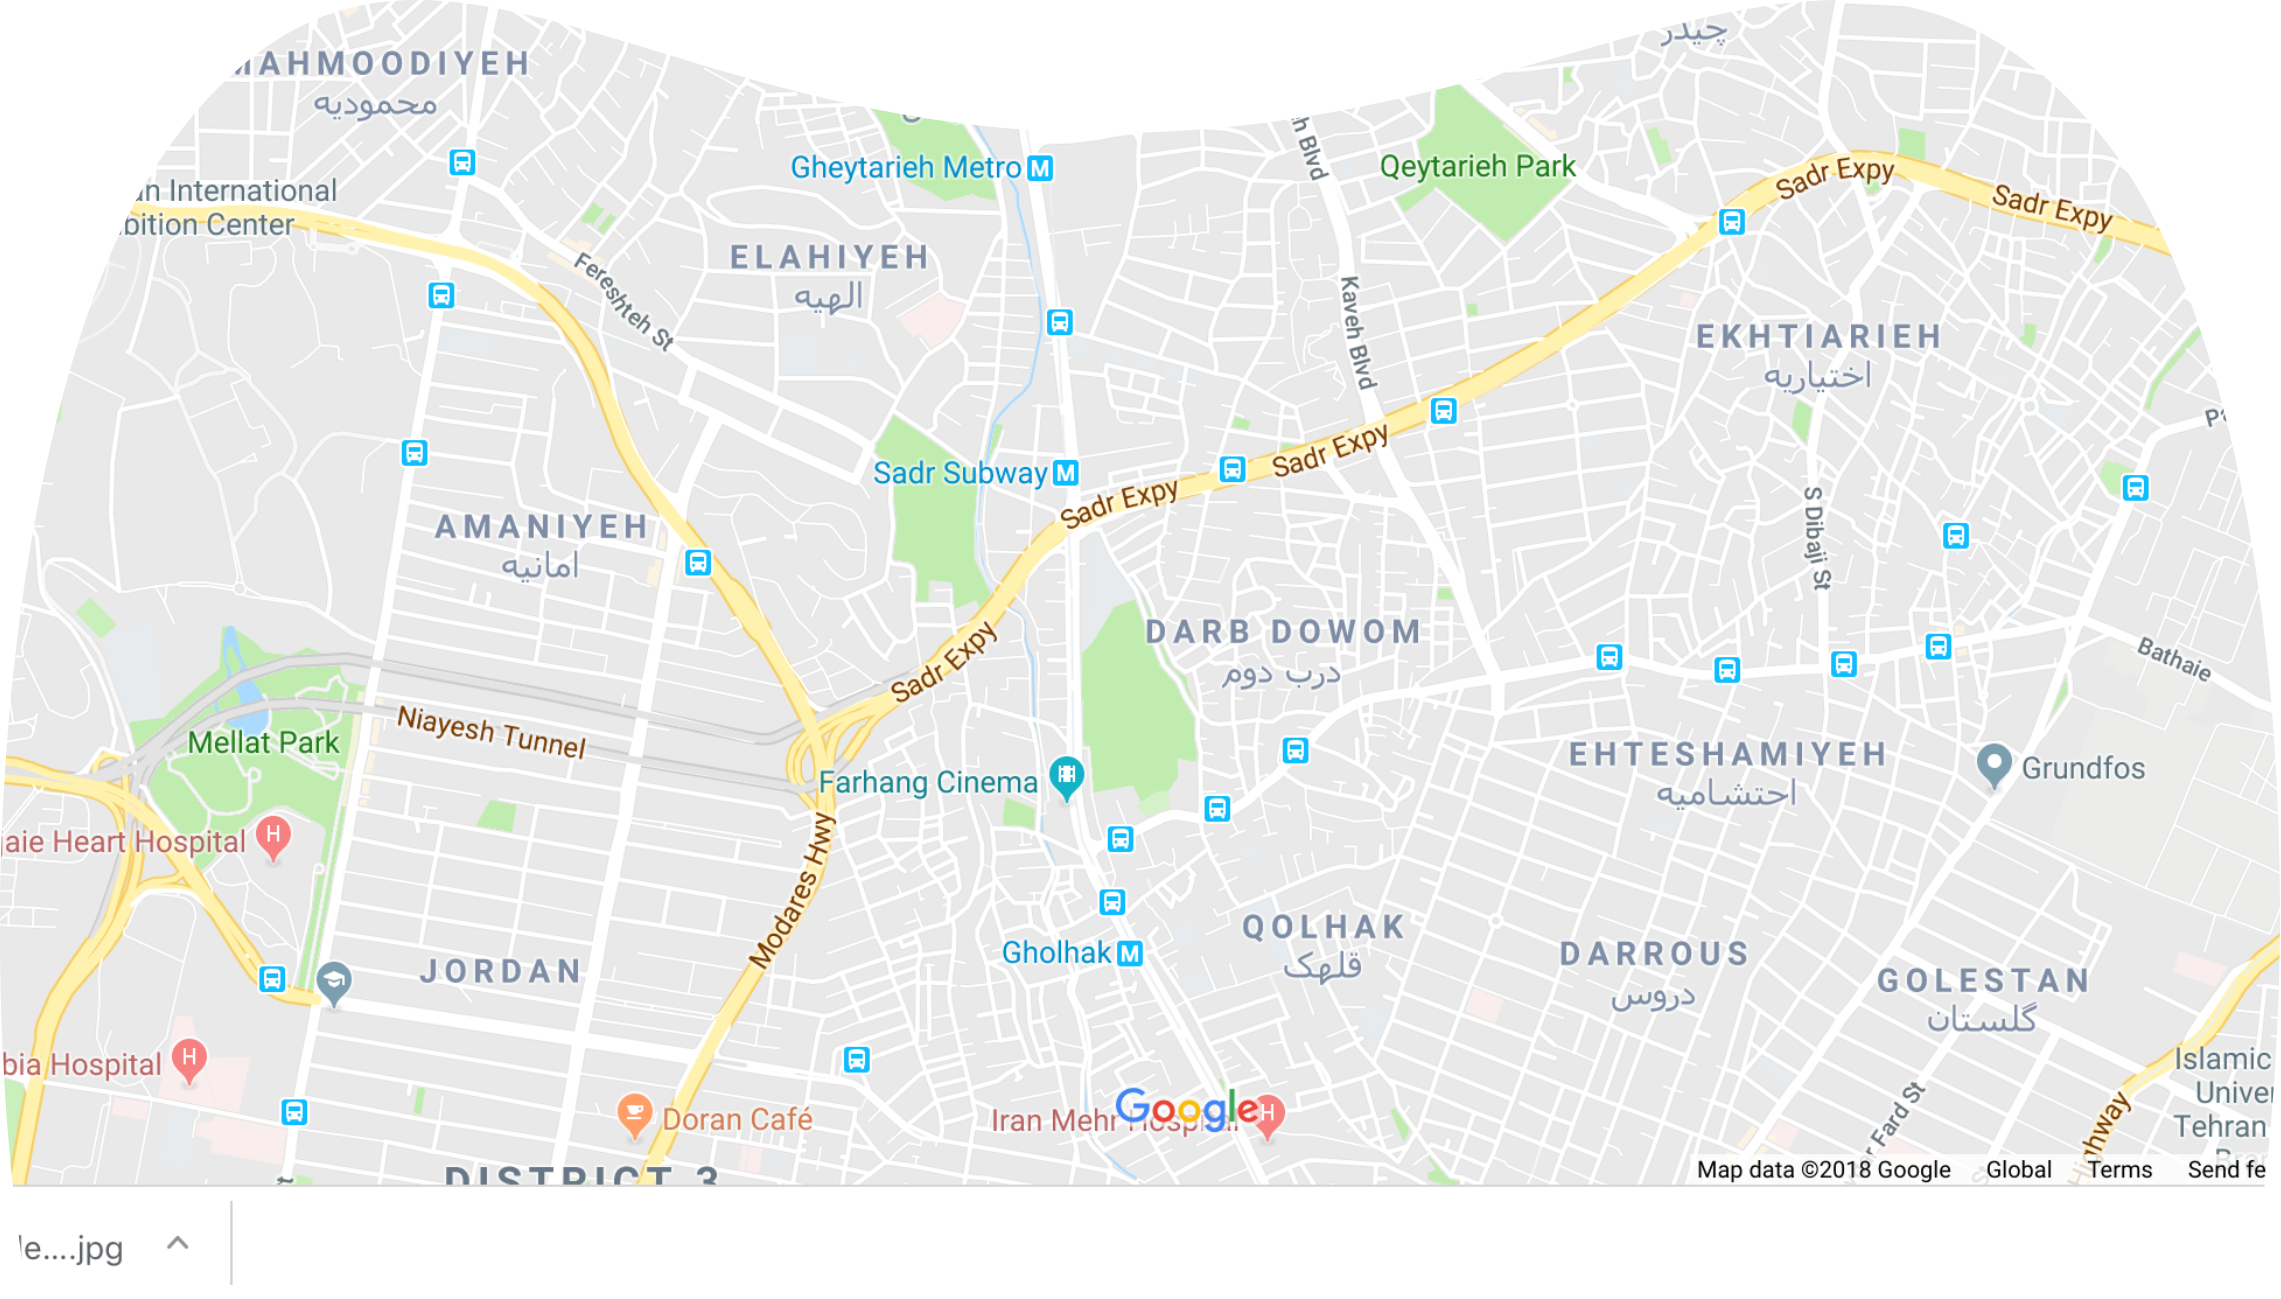 چیذر
AHMOODIYEH
محمودیه
Gheytarieh Metro
M
h Blvd
Qeytarieh Park
Sadr Expy
Sadr Expy
an International
bition Center
ELAHIYEH
الهیه
Fereshteh St
Kaveh Blvd
EKHTIARIEH
اختیاریه
Sadr Subway
M
Sadr Expy
Sadr Expy
AMANIYEH
امانیه
S Dibaji St
DARB DOWOM
درب دوم
Sadr Expy
Bathaie
Niayesh Tunnel
Mellat Park
Farhang Cinema
EHTESHAMIYEH
احتشامیه
Grundfos
aie Heart Hospital
H
Modares Hwy
QOLHAK
قلهک
Gholhak
M
DARROUS
دروس
JORDAN
GOLESTAN
گلستان
bia Hospital
H
Islamic
Univer
Tehran
Doran Café
Iran Mehr Hospital
H
Google
r Fard St
Highway
DISTRICT 3
Map data ©2018 Google Global Terms Send fe
le....jpg